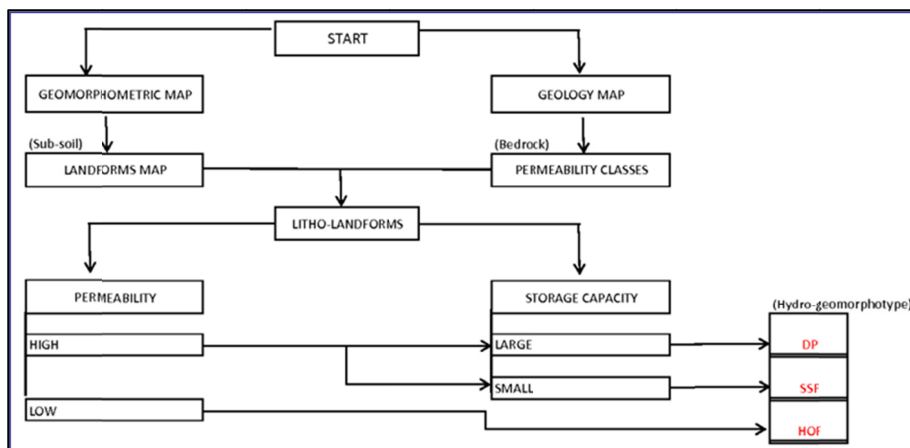 START
GEOMORPHOMETRIC MAP
GEOLOGY MAP
(Sub-soil)
(Bedrock)
LANDFORMS MAP
PERMEABILITY CLASSES
LITHO-LANDFORMS
PERMEABILITY
STORAGE CAPACITY
(Hydro-geomorphotype)
HIGH
LARGE
DP
SMALL
SSF
LOW
HOF